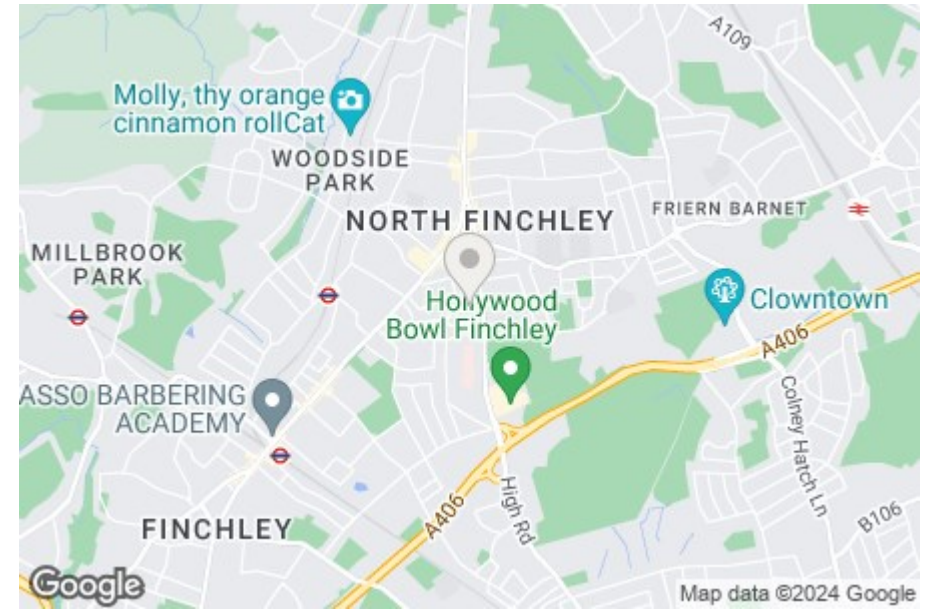 A109
Molly, thy orange
cinnamon rollCat
WOODSIDE
PARK
NORTH FINCHLEY
FRIERN BARNET
MILLBROOK
PARK
Hollywood
Bowl Finchley
Clowntown
A406
ASSO BARBERING
ACADEMY
Colney Hatch Ln
High Rd
A406
B106
FINCHLEY
Google
Map data ©2024 Google